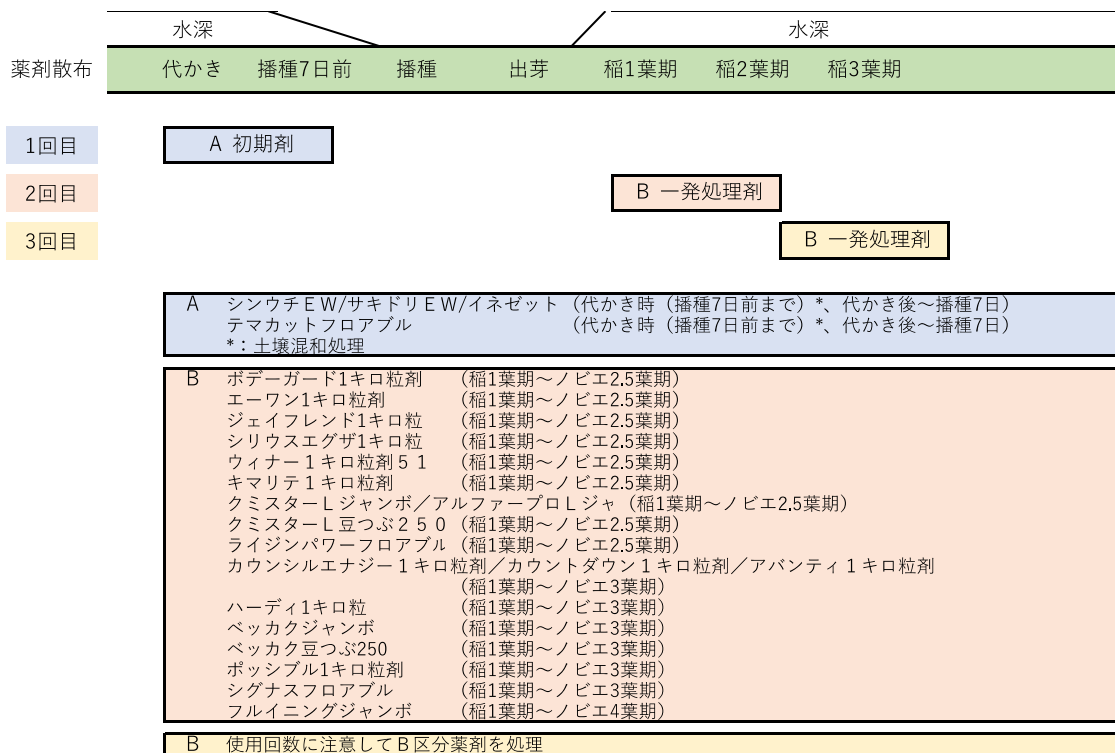 水深 水深
薬剤散布 代かき 播種7日前 播種 出芽 稲1葉期 稲2葉期 稲3葉期
1回目 A 初期剤
2回目 B 一発処理剤
3回目 B 一発処理剤
A シンウチEW/サキドリEW/イネゼット (代かき時(播種7日前まで)*、代かき後~播種7日)
テマカットフロアブル (代かき時(播種7日前まで)*、代かき後~播種7日)
*:土壌混和処理
B ボデーガード1キロ粒剤 (稲1葉期~ノビエ2.5葉期)
エーワン1キロ粒剤 (稲1葉期~ノビエ2.5葉期)
ジェイフレンド1キロ粒 (稲1葉期~ノビエ2.5葉期)
シリウスエグザ1キロ粒 (稲1葉期~ノビエ2.5葉期)
ウィナー1キロ粒剤51 (稲1葉期~ノビエ2.5葉期)
キマリテ1キロ粒剤 (稲1葉期~ノビエ2.5葉期)
クミスターLジャンボ/アルファープロLジャ (稲1葉期~ノビエ2.5葉期)
クミスターL豆つぶ250 (稲1葉期~ノビエ2.5葉期)
ライジンパワーフロアブル (稲1葉期~ノビエ2.5葉期)
カウンシルエナジー1キロ粒剤/カウントダウン1キロ粒剤/アバンティ1キロ粒剤
(稲1葉期~ノビエ3葉期)
ハーディ1キロ粒 (稲1葉期~ノビエ3葉期)
ベッカクジャンボ (稲1葉期~ノビエ3葉期)
ベッカク豆つぶ250 (稲1葉期~ノビエ3葉期)
ポッシブル1キロ粒剤 (稲1葉期~ノビエ3葉期)
シグナスフロアブル (稲1葉期~ノビエ3葉期)
フルイニングジャンボ (稲1葉期~ノビエ4葉期)
B 使用回数に注意してB区分薬剤を処理